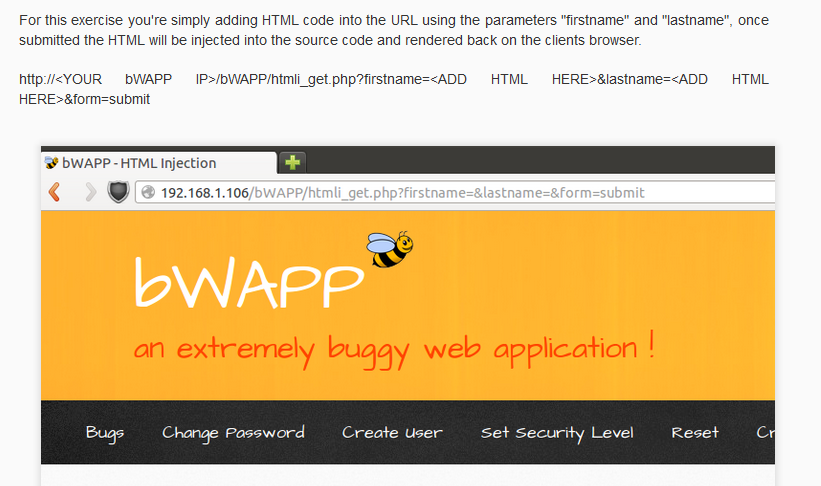 For this exercise you're simply adding HTML code into the URL using the parameters "firstname" and "lastname", once
submitted the HTML will be injected into the source code and rendered back on the clients browser.
http://<YOUR bWAPP IP>/bWAPP/htmli_get.php?firstname=<ADD HTML HERE>&lastname=<ADD HTML
HERE>&form=submit
bWAPP - HTML Injection
192.168.1.106/bWAPP/htmli_get.php?firstname=&lastname=&form=submit
bWAPP
an extremely buggy web application !
Bugs Change Password Create User Set Security Level Reset Cr